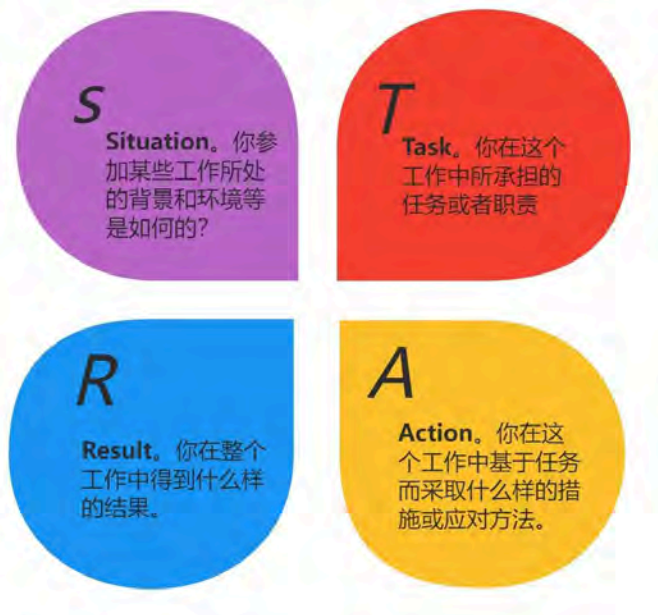 S
Situation。你参
加某些工作所处
的背景和环境等
是如何的？
T
Task。你在这个
工作中所承担的
任务或者职责
R
Result。你在整个
工作中得到什么样
的结果。
A
Action。你在这
个工作中基于任务
而采取什么样的措
施或应对方法。